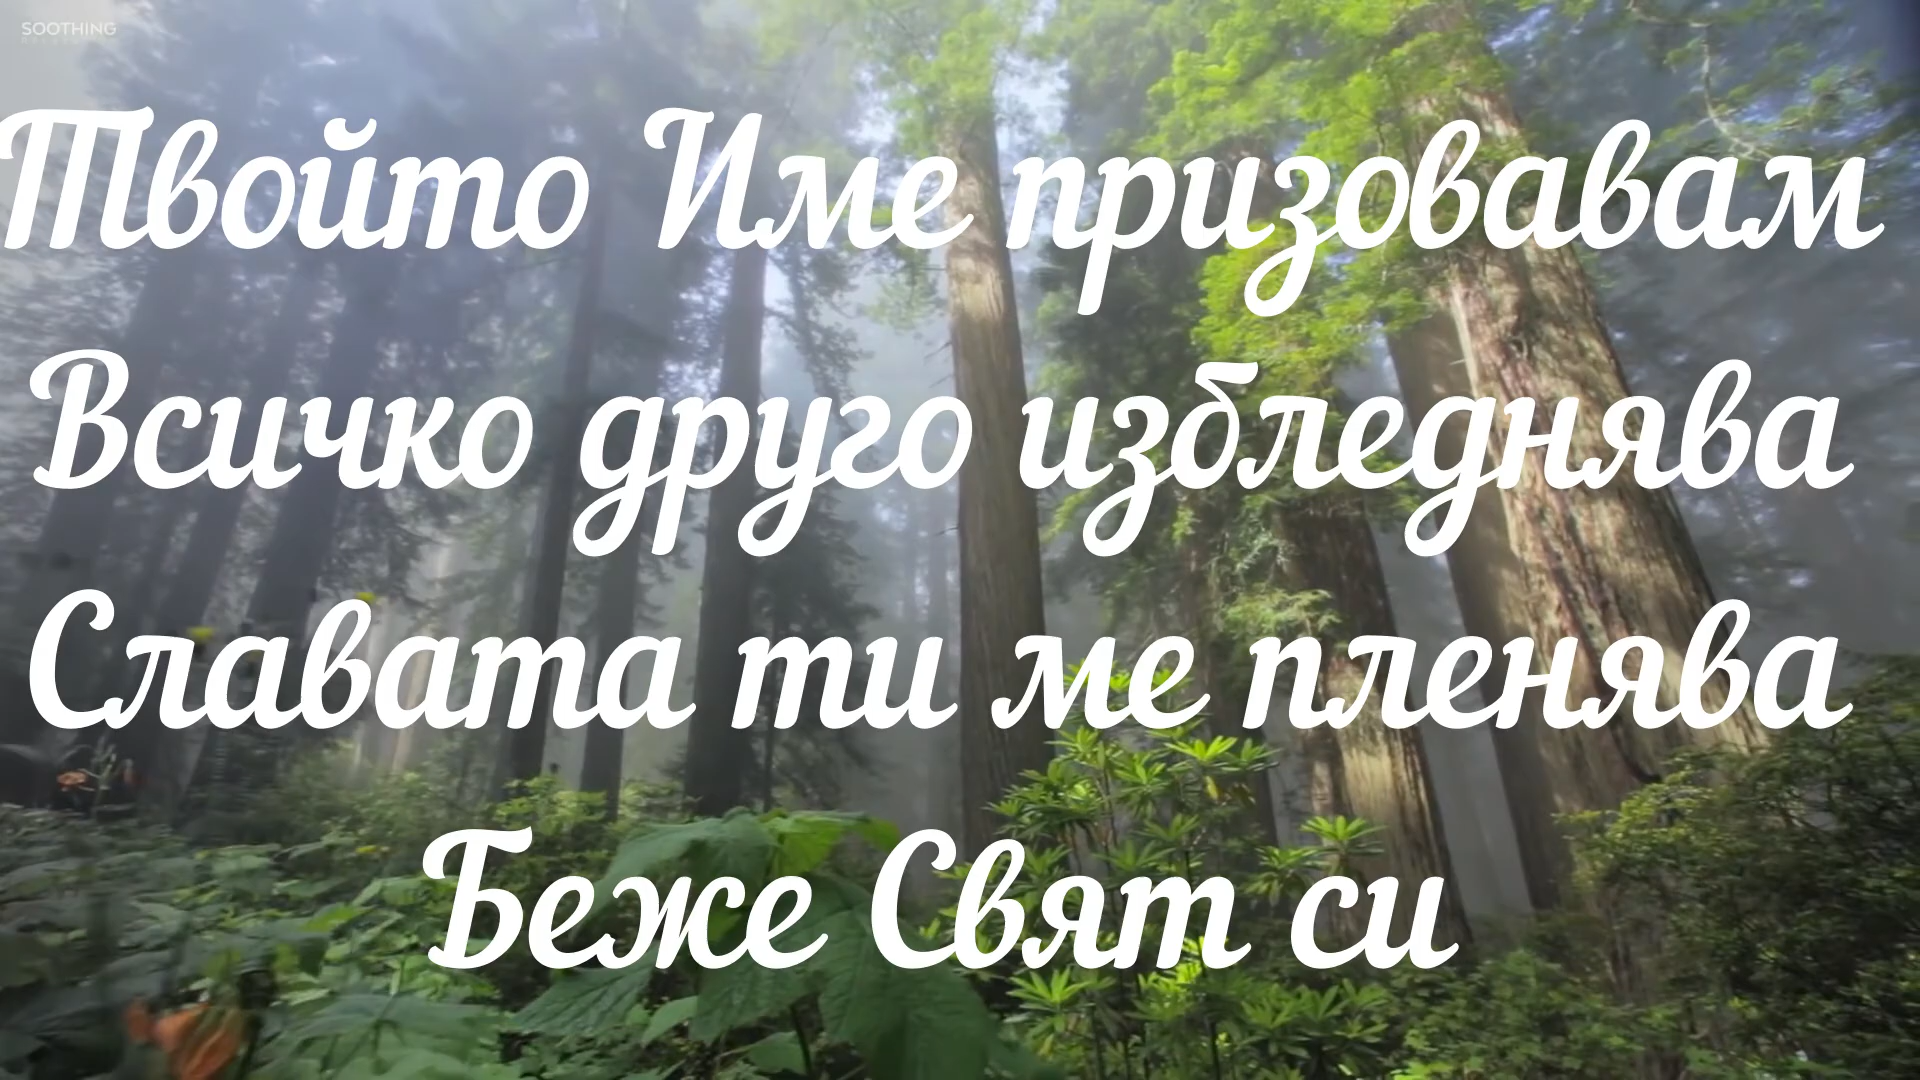 SOOTHING
Твойто Име призовавам
Всичко друго избледнява
Славата ти ме пленява
Беже Свят си